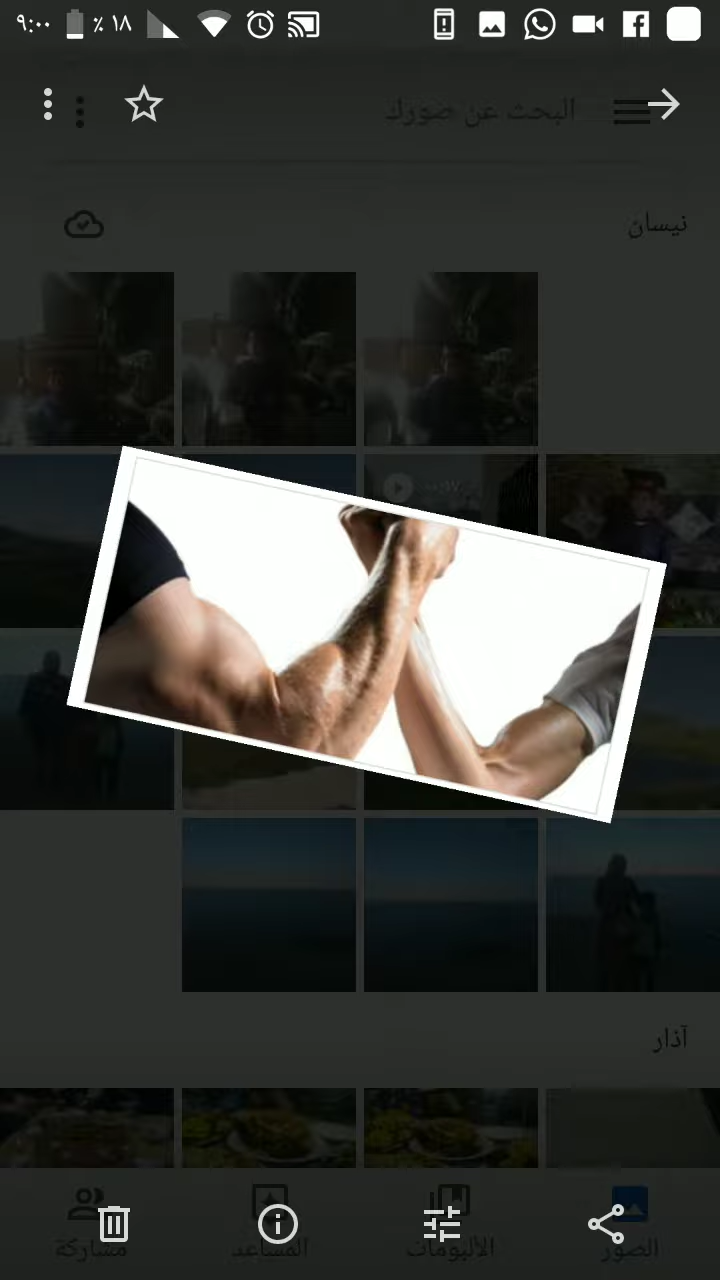 ٩:٠٠ ٪ ١٨
البحث عن صورك
نيسان
آذار
الصور
الألبومات
المساعد
مشاركة